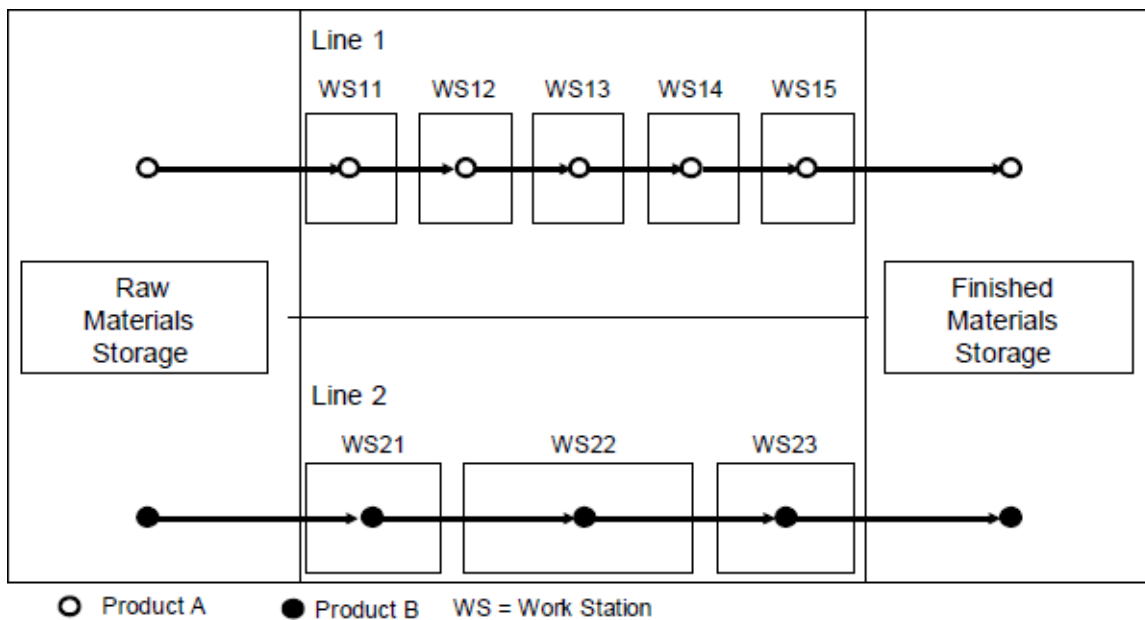 Line 1
WS11 WS12 WS13 WS14 WS15
Raw
Materials
Storage
Finished
Materials
Storage
Line 2
WS21 WS22 WS23
Product A Product B WS = Work Station